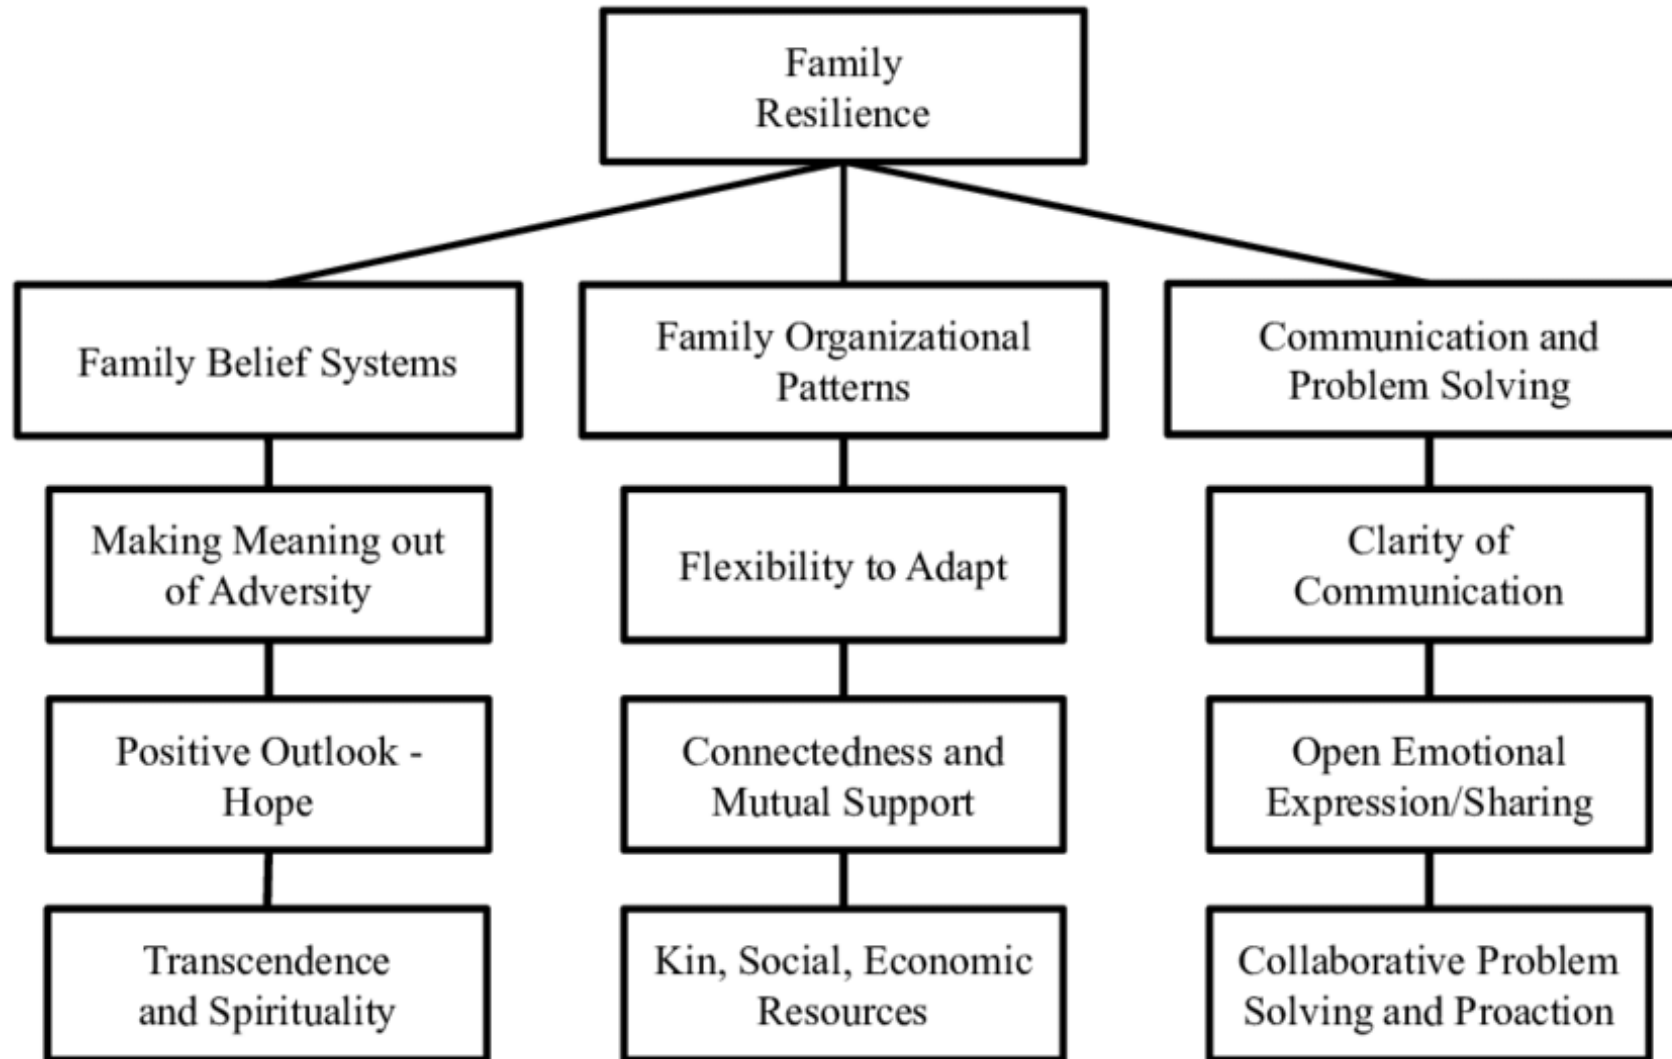 Family
Resilience
Family Belief Systems
Family Organizational
Patterns
Communication and
Problem Solving
Making Meaning out
of Adversity
Flexibility to Adapt
Clarity of
Communication
Positive Outlook -
Hope
Connectedness and
Mutual Support
Open Emotional
Expression/Sharing
Transcendence
and Spirituality
Kin, Social, Economic
Resources
Collaborative Problem
Solving and Proaction